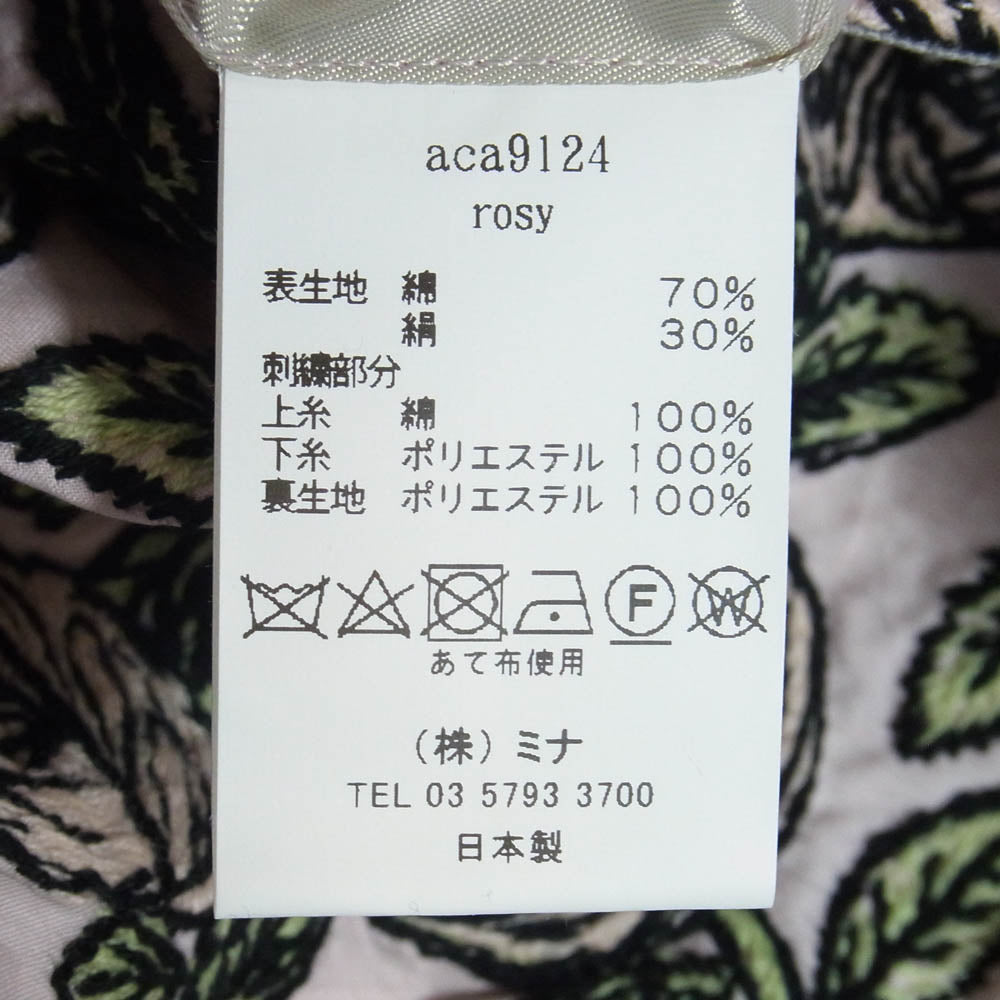 aca9124
rosy
表生地 綿 70%
絹 30%
刺繍部分
上糸 綿 100%
下糸 ポリエステル 100%
裏生地 ポリエステル 100%
F W
あて布使用
(株)ミナ
TEL 03 5793 3700
日本製